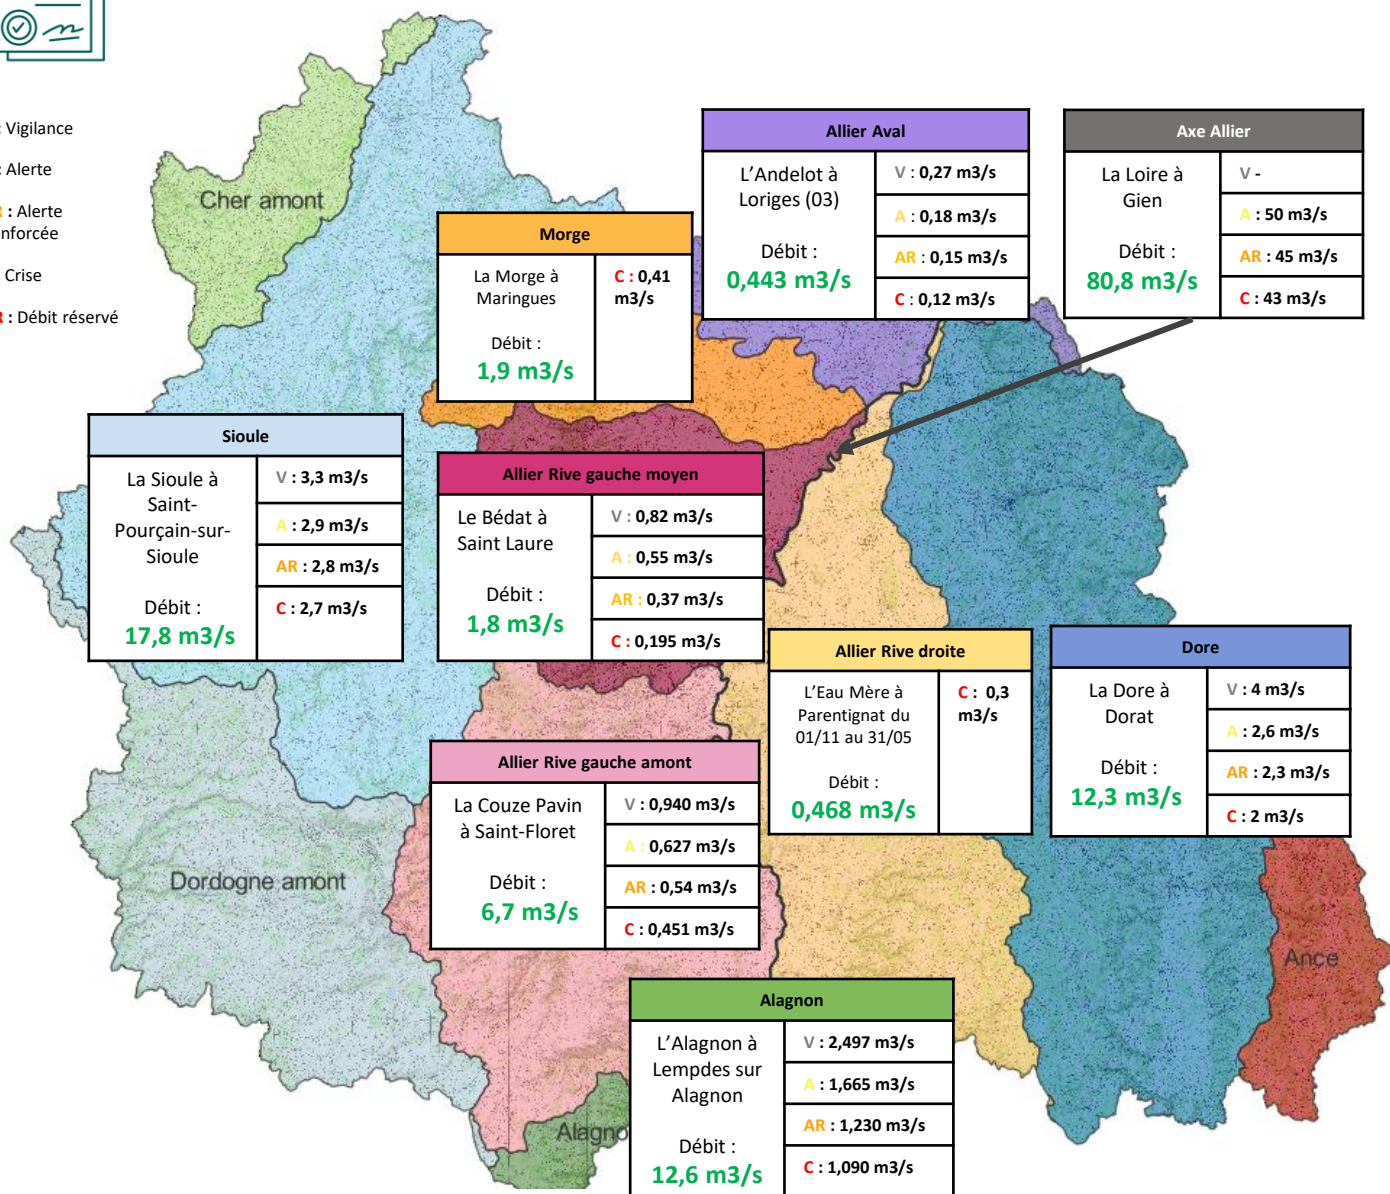 : Vigilance
: Alerte
R : Alerte
nforcée
: Crise
R : Débit réservé
Cher amont
Allier Aval
L’Andelot à
Loriges (03)
Débit :
0,443 m3/s
V : 0,27 m3/s
A : 0,18 m3/s
AR : 0,15 m3/s
C : 0,12 m3/s
Axe Allier
La Loire à
Gien
Débit :
80,8 m3/s
V -
A : 50 m3/s
AR : 45 m3/s
C : 43 m3/s
Morge
La Morge à
Maringues
Débit :
1,9 m3/s
C : 0,41
m3/s
Sioule
La Sioule à
Saint-
Pourçain-sur-
Sioule
Débit :
17,8 m3/s
V : 3,3 m3/s
A : 2,9 m3/s
AR : 2,8 m3/s
C : 2,7 m3/s
Allier Rive gauche moyen
Le Bédat à
Saint Laure
Débit :
1,8 m3/s
V : 0,82 m3/s
A : 0,55 m3/s
AR : 0,37 m3/s
C : 0,195 m3/s
Allier Rive droite
L’Eau Mère à
Parentignat du
01/11 au 31/05
Débit :
0,468 m3/s
C : 0,3
m3/s
Dore
La Dore à
Dorat
Débit :
12,3 m3/s
V : 4 m3/s
A : 2,6 m3/s
AR : 2,3 m3/s
C : 2 m3/s
Allier Rive gauche amont
La Couze Pavin
à Saint-Floret
Débit :
6,7 m3/s
V : 0,940 m3/s
A : 0,627 m3/s
AR : 0,54 m3/s
C : 0,451 m3/s
Dordogne amont
Ance
Alagnon
L’Alagnon à
Lempdes sur
Alagnon
Débit :
12,6 m3/s
V : 2,497 m3/s
A : 1,665 m3/s
AR : 1,230 m3/s
C : 1,090 m3/s
Alagno